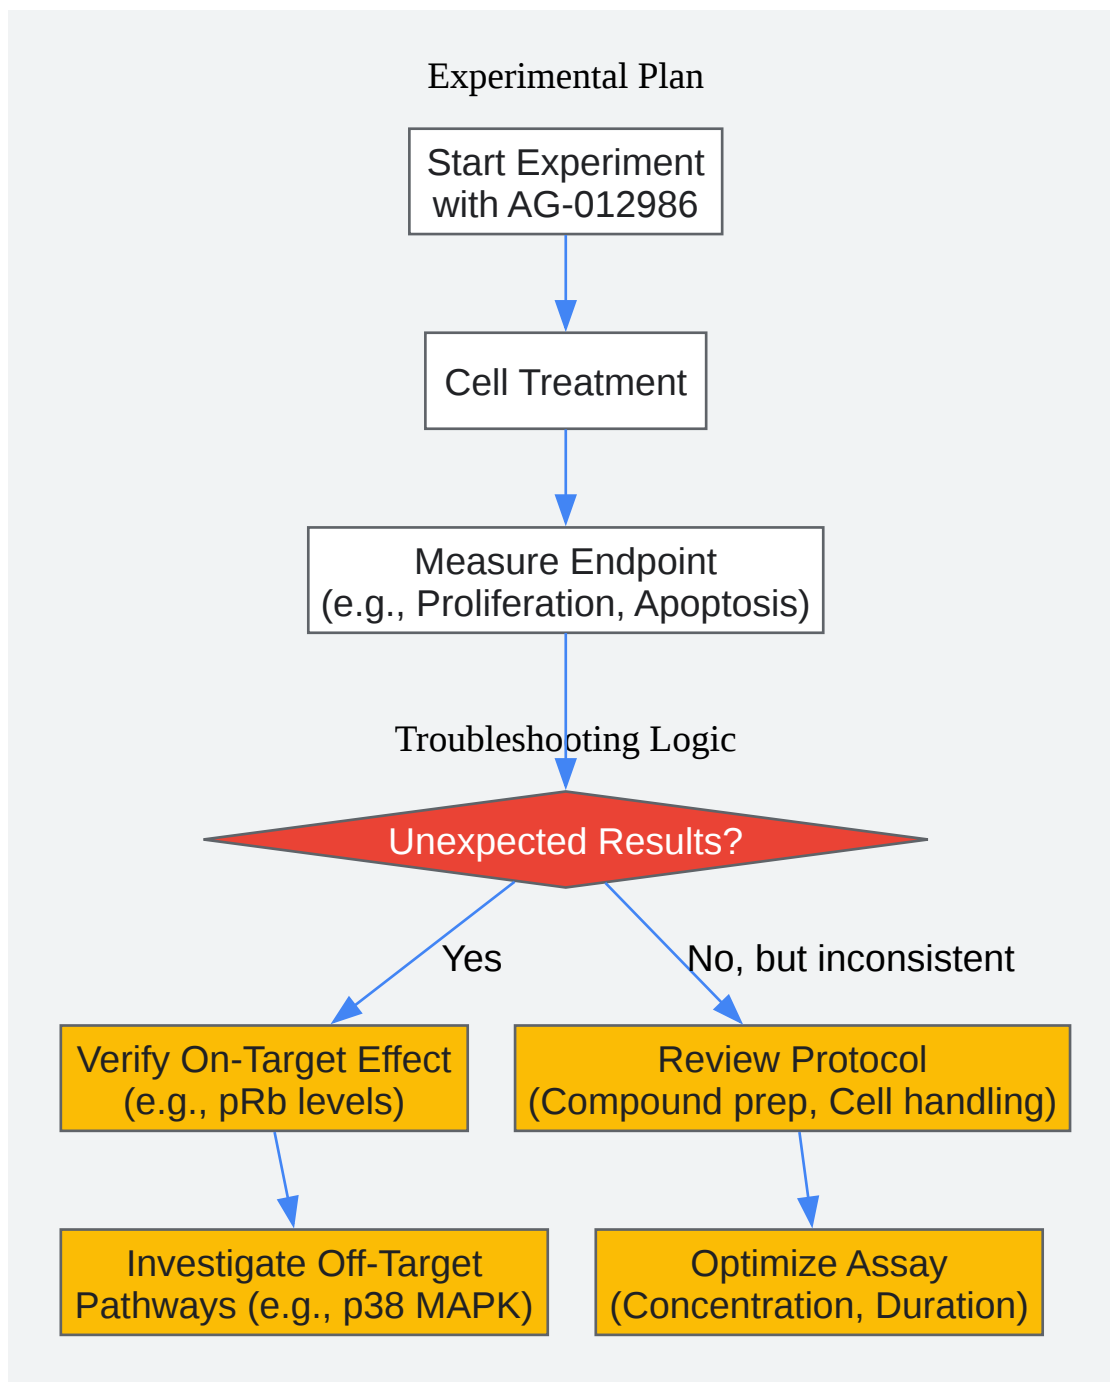 Experimental Plan
Start Experiment
with AG-012986
Cell Treatment
Measure Endpoint
(e.g., Proliferation, Apoptosis)
Troubleshooting Logic
Unexpected Results?
Yes
No, but inconsistent
Verify On-Target Effect
(e.g., pRb levels)
Review Protocol
(Compound prep, Cell handling)
Investigate Off-Target
Pathways (e.g., p38 MAPK)
Optimize Assay
(Concentration, Duration)